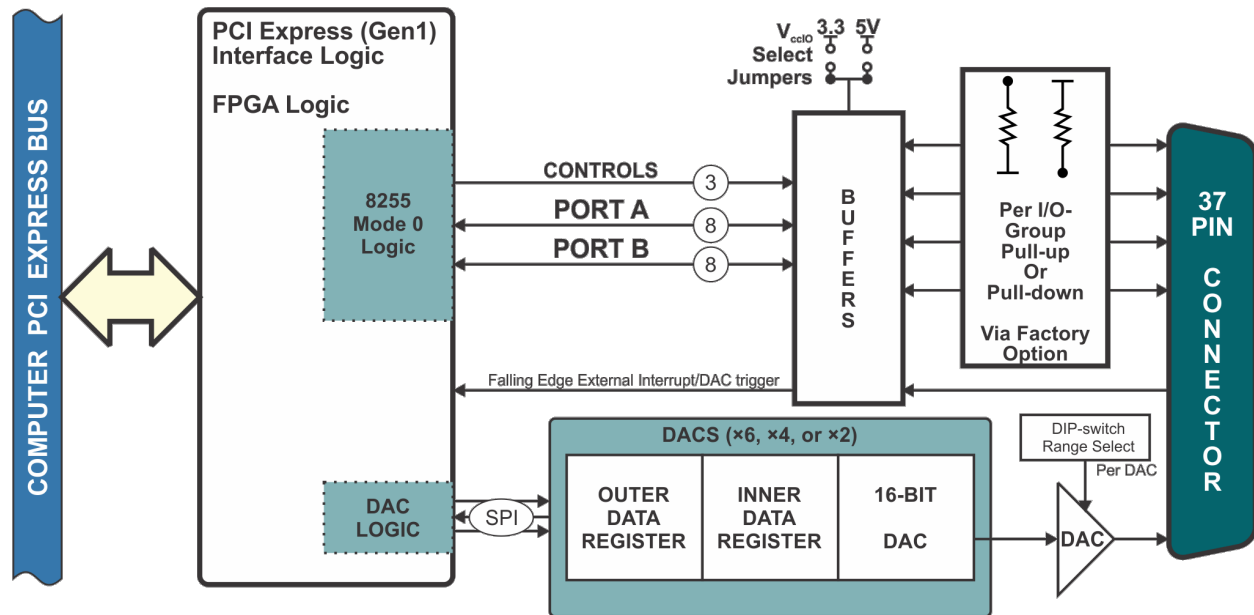 COMPUTER PCI EXPRESS BUS
PCI Express (Gen1)
Interface Logic
FPGA Logic
8255
Mode 0
Logic
CONTROLS
3
PORT A
8
PORT B
8
VccIO 3.3 5V
Select
Jumpers
BUFFERS
Per I/O-
Group
Pull-up
Or
Pull-down
Via Factory
Option
37
PIN
CONNECTOR
Falling Edge External Interrupt/DAC trigger
DAC
LOGIC
SPI
DACS (×6, ×4, or ×2)
OUTER
DATA
REGISTER
INNER
DATA
REGISTER
16-BIT
DAC
DIP-switch
Range Select
Per DAC
DAC